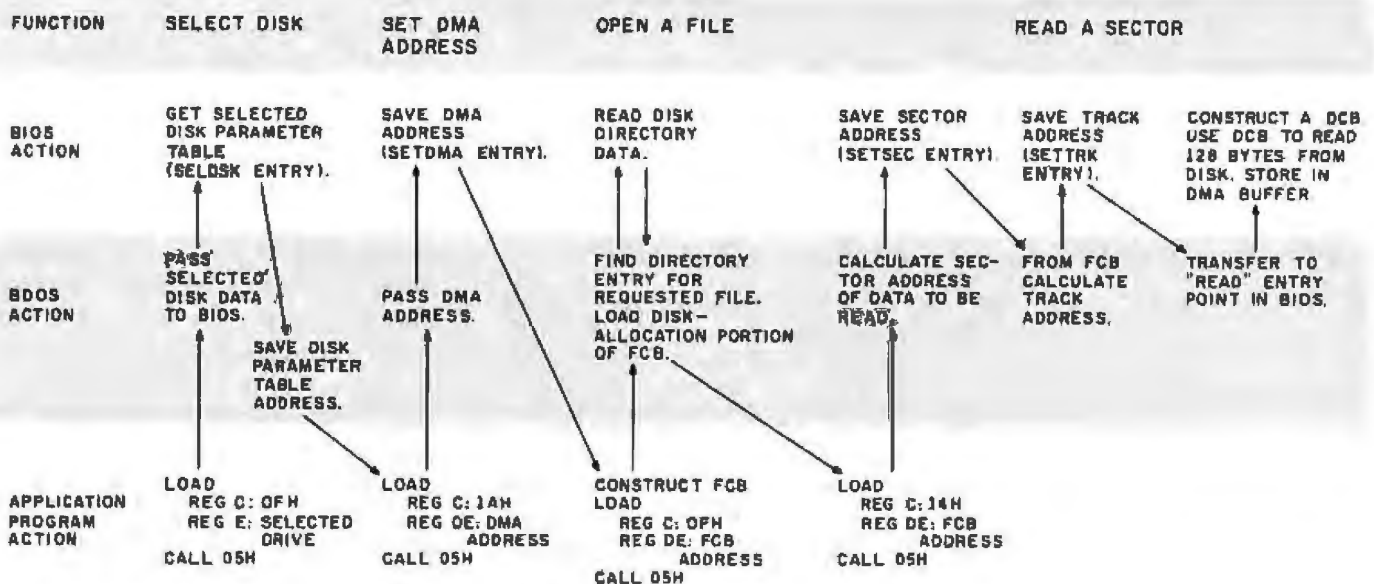 FUNCTION
SELECT DISK
SET DMA
ADDRESS
OPEN A FILE
READ A SECTOR
BIOS
ACTION
GET SELECTED
DISK PARAMETER
TABLE
(SELDSK ENTRY).
SAVE DMA
ADDRESS
(SETDMA ENTRY).
READ DISK
DIRECTORY
DATA.
SAVE SECTOR
ADDRESS
(SETSEC ENTRY).
SAVE TRACK
ADDRESS
(SETTRK
ENTRY).
CONSTRUCT A DCB
USE DCB TO READ
128 BYTES FROM
DISK. STORE IN
DMA BUFFER
BDOS
ACTION
PASS
SELECTED
DISK DATA
TO BIOS.
SAVE DISK
PARAMETER
TABLE
ADDRESS.
PASS DMA
ADDRESS.
FIND DIRECTORY
ENTRY FOR
REQUESTED FILE.
LOAD DISK-
ALLOCATION PORTION
OF FCB.
CALCULATE SEC-
TOR ADDRESS
OF DATA TO BE
READ.
FROM FCB
CALCULATE
TRACK
ADDRESS.
TRANSFER TO
"READ" ENTRY
POINT IN BIOS.
APPLICATION
PROGRAM
ACTION
LOAD
REG C: 0FH
REG E: SELECTED
DRIVE
CALL 05H
LOAD
REG C: 1AH
REG DE: DMA
ADDRESS
CALL 05H
CONSTRUCT FCB
LOAD
REG C: 0FH
REG DE: FCB
ADDRESS
CALL 05H
LOAD
REG C: 14H
REG DE: FCB
ADDRESS
CALL 05H